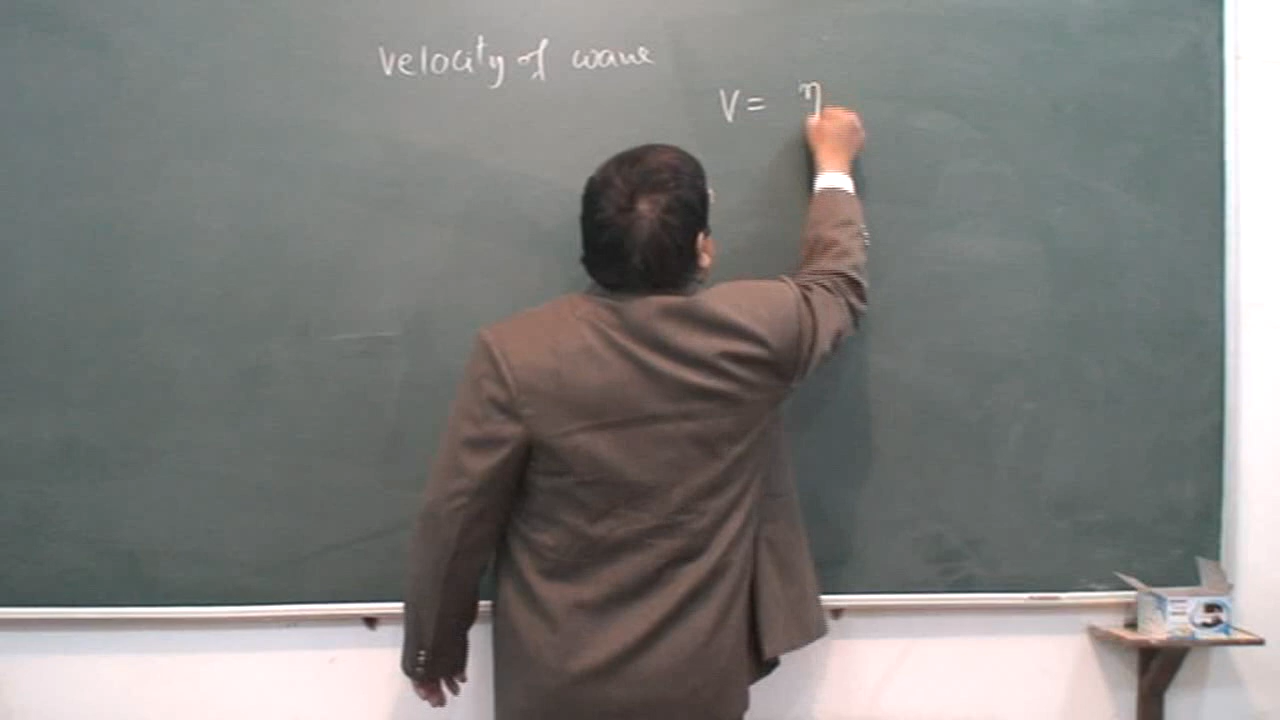 Velocity of wave
V = η